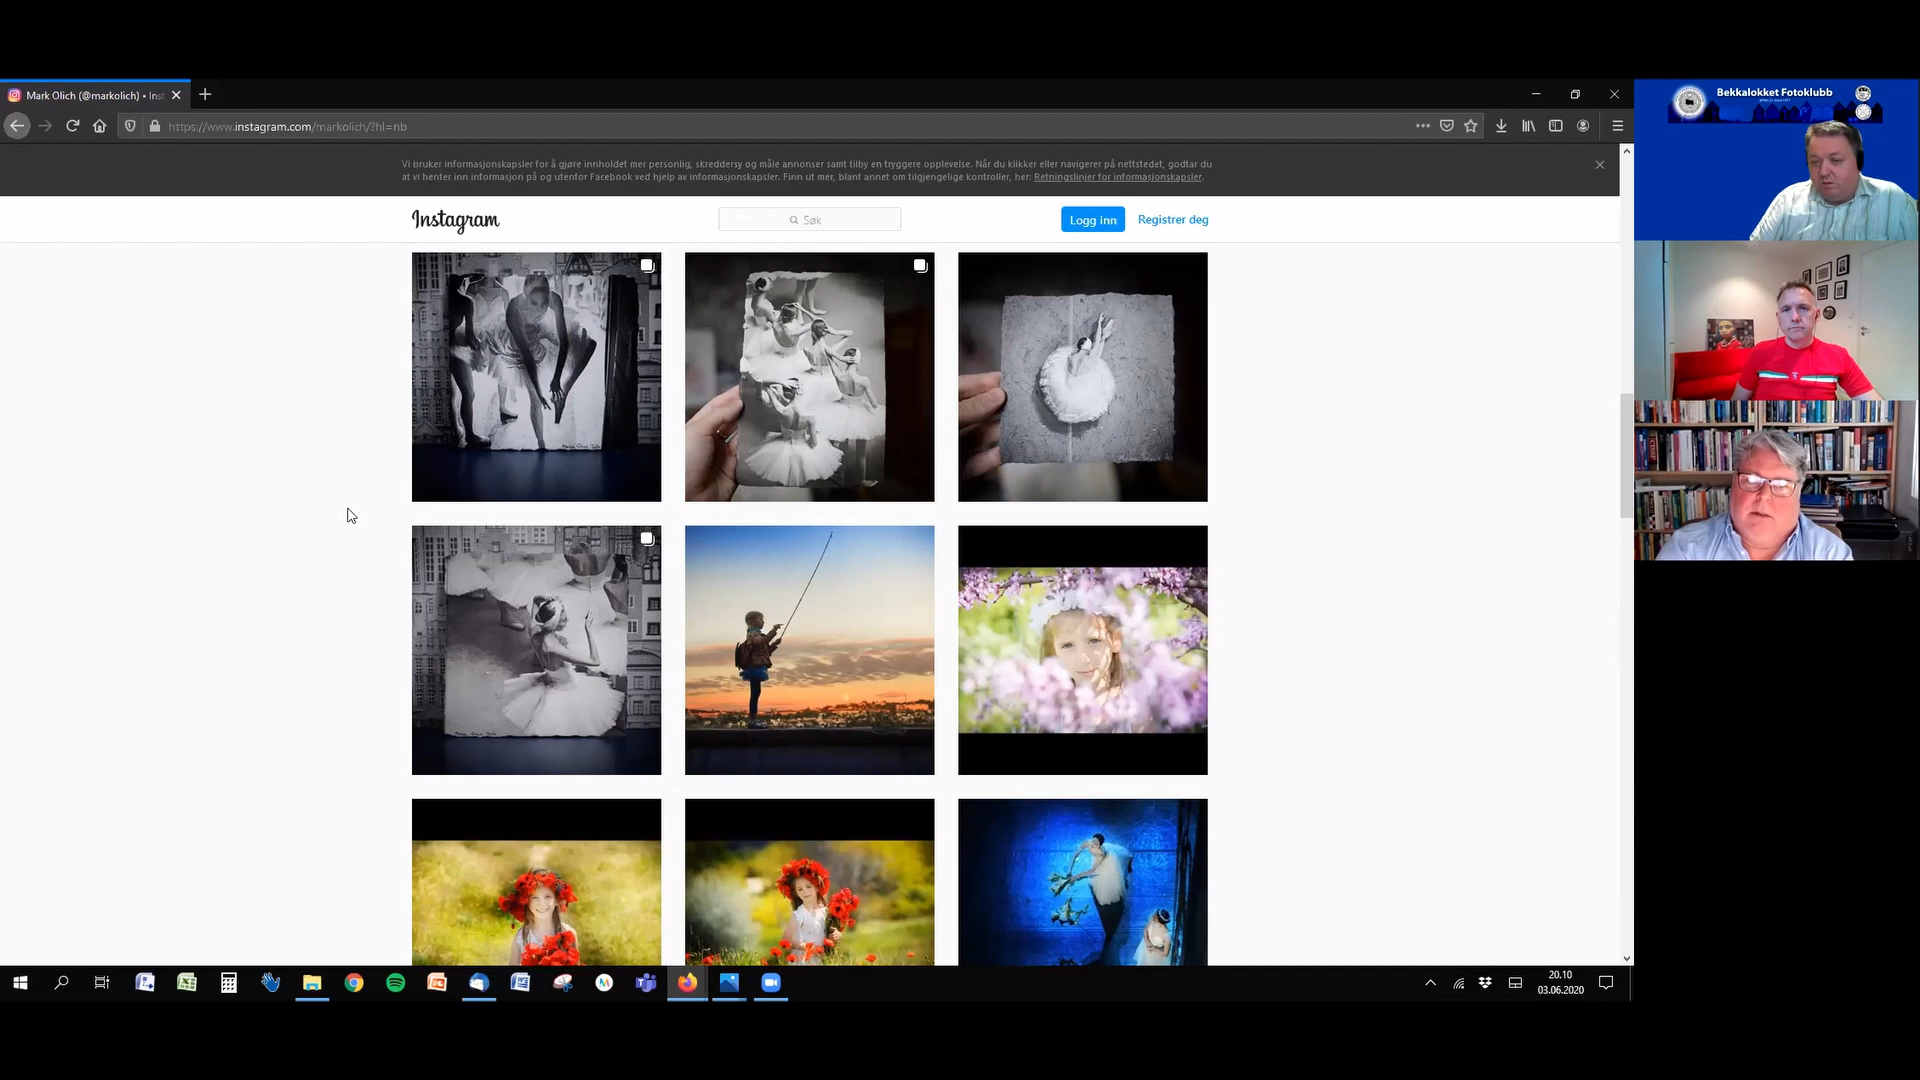 Mark Olich (@markolich) • Inst
https://www.instagram.com/markolich/?hl=nb
Vi bruker informasjonskapsler for å gjøre innholdet mer personlig, skreddersy og måle annonser samt tilby en tryggere opplevelse. Når du klikker eller navigerer på nettstedet, godtar du
at vi henter inn informasjon på og utenfor Facebook ved hjelp av informasjonskapsler. Finn ut mer, blant annet om tilgjengelige kontroller, her: Retningslinjer for informasjonskapsler.
Instagram
Søk
Logg inn
Registrer deg
Bekkalokket Fotoklubb
20.10
03.06.2020